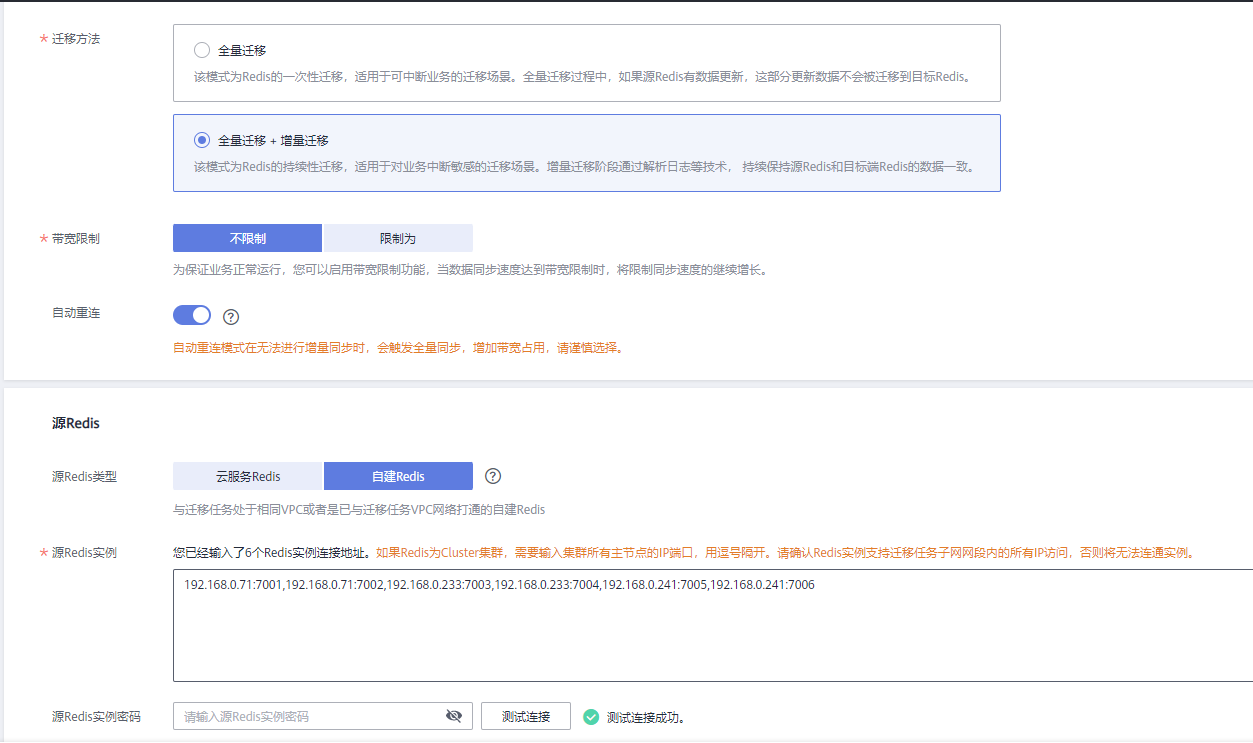 * 迁移方法
全量迁移
该模式为Redis的一次性迁移，适用于可中断业务的迁移场景。全量迁移过程中，如果源Redis有数据更新，这部分更新数据不会被迁移到目标Redis。
全量迁移 + 增量迁移
该模式为Redis的持续性迁移，适用于对业务中断敏感的迁移场景。增量迁移阶段通过解析日志等技术， 持续保持源Redis和目标端Redis的数据一致。
* 带宽限制 不限制 限制为
为保证业务正常运行，您可以启用带宽限制功能，当数据同步速度达到带宽限制时，将限制同步速度的继续增长。
自动重连 ?
自动重连模式在无法进行增量同步时，会触发全量同步，增加带宽占用，请谨慎选择。
源Redis
源Redis类型 云服务Redis 自建Redis ?
与迁移任务处于相同VPC或者是已与迁移任务VPC网络打通的自建Redis
* 源Redis实例 您已经输入了6个Redis实例连接地址。如果Redis为Cluster集群，需要输入集群所有主节点的IP端口，用逗号隔开。请确认Redis实例支持迁移任务子网网段内的所有IP访问，否则将无法连通实例。
192.168.0.71:7001,192.168.0.71:7002,192.168.0.233:7003,192.168.0.233:7004,192.168.0.241:7005,192.168.0.241:7006
源Redis实例密码 请输入源Redis实例密码 测试连接 测试连接成功。